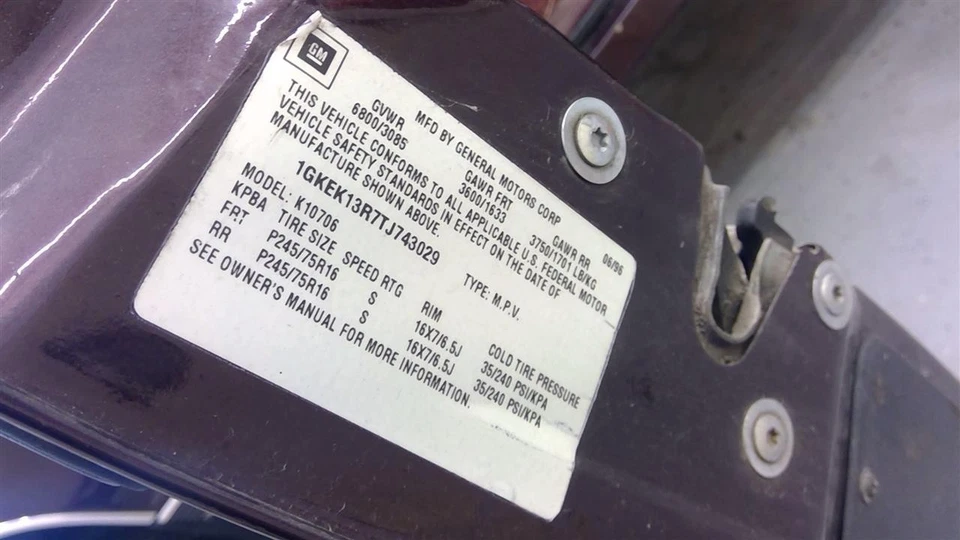 GM
MFD BY GENERAL MOTORS CORP 06/96
GVWR GAWR FRT GAWR RR
6800/3085 3600/1633 3750/1701 LB/KG
THIS VEHICLE CONFORMS TO ALL APPLICABLE U.S. FEDERAL MOTOR
VEHICLE SAFETY STANDARDS IN EFFECT ON THE DATE OF
MANUFACTURE SHOWN ABOVE.
1GKEK13R7TJ743029 TYPE: M.P.V.
MODEL: K10706
KPBA TIRE SIZE SPEED RTG RIM COLD TIRE PRESSURE
FRT P245/75R16 S 16X7/6.5J 35/240 PSI/KPA
RR P245/75R16 S 16X7/6.5J 35/240 PSI/KPA
SEE OWNER'S MANUAL FOR MORE INFORMATION.